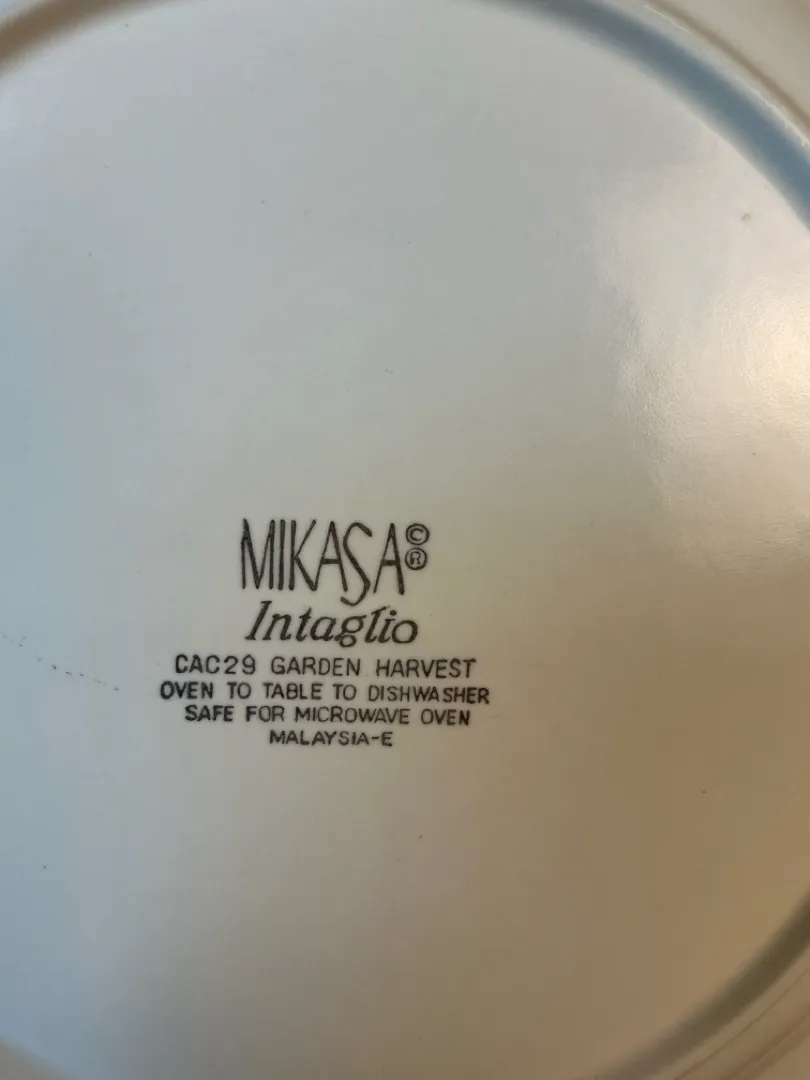 MIKASA©®
Intaglio
CAC29 GARDEN HARVEST
OVEN TO TABLE TO DISHWASHER
SAFE FOR MICROWAVE OVEN
MALAYSIA-E